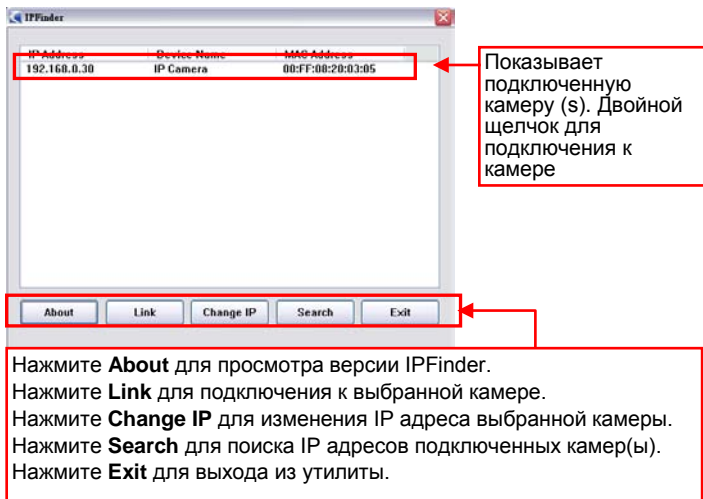 IPFinder
IP Address Device Name MAC Address
192.168.0.30 IP Camera 00:FF:08:20:03:05
Показывает
подключенную
камеру (s). Двойной
щелчок для
подключения к
камере
About Link Change IP Search Exit
Нажмите About для просмотра версии IPFinder.
Нажмите Link для подключения к выбранной камере.
Нажмите Change IP для изменения IP адреса выбранной камеры.
Нажмите Search для поиска IP адресов подключенных камер(ы).
Нажмите Exit для выхода из утилиты.